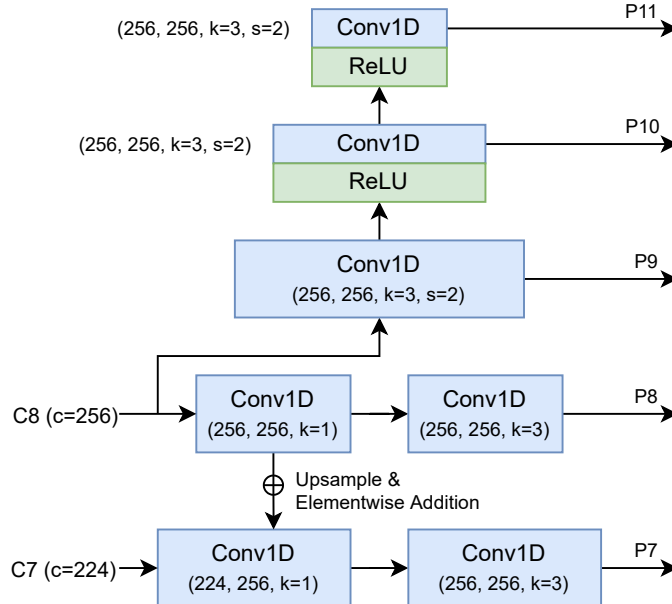 P11
(256, 256, k=3, s=2)
Conv1D
ReLU
P10
(256, 256, k=3, s=2)
Conv1D
ReLU
P9
Conv1D
(256, 256, k=3, s=2)
C8 (c=256)
Conv1D
(256, 256, k=1)
Conv1D
(256, 256, k=3)
P8
Upsample &
Elementwise Addition
C7 (c=224)
Conv1D
(224, 256, k=1)
Conv1D
(256, 256, k=3)
P7